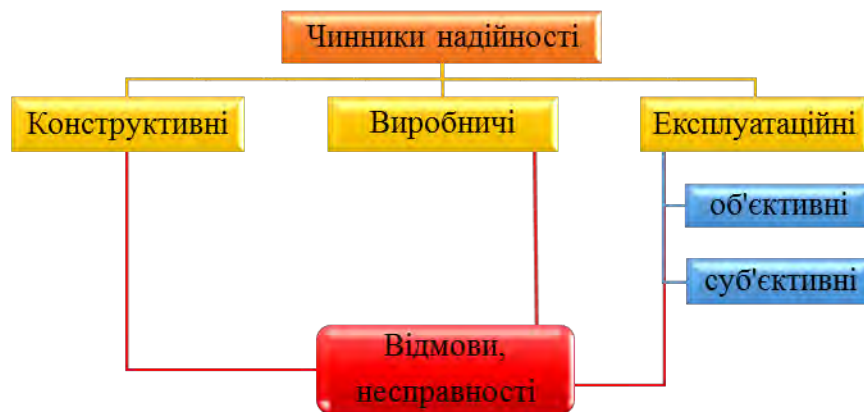 Чинники надійності
Конструктивні
Виробничі
Експлуатаційні
об'єктивні
суб'єктивні
Відмови,
несправності